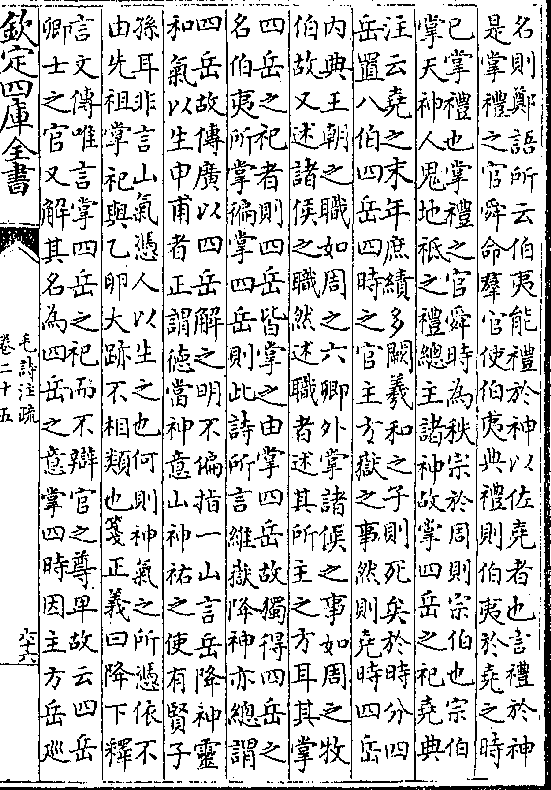 名則鄭語所云伯夷能禮於神以佐堯者也言禮於神
是掌禮之官舜命羣官使伯夷典禮則伯夷於堯之時
已掌禮也掌禮之官舜時為秩宗於周則宗伯也宗伯
掌天神人鬼地祇之禮總主諸神故掌四岳之祀堯典
注云堯之末年庶績多闕羲和之子則死矣於時分四
岳置八伯四岳四時之官主方嶽之事然則堯時四岳
內典王朝之職如周之六卿外掌諸侯之事如周之牧
伯故又述諸侯之職然述職者述其所主之方耳其掌
四岳之祀者則四岳皆掌之由掌四岳故獨得四岳之
名伯夷所掌徧掌四岳則此詩所言維嶽降神亦總謂
四岳故傳廣以四岳解之明不偏指一山言岳降神靈
和氣以生申甫者正謂德當神意山神祐之使有賢子
孫耳非言山氣憑人以生之也何則神氣之所憑依不
由先祖掌祀與乙卵大跡不相類也箋正義曰降下釋
言文傳唯言掌四岳之祀而不辯官之尊卑故云四岳
卿士之官又解其名為四岳之意掌四時因主方岳廵
欽定四庫全書
毛詩注疏
卷二十五